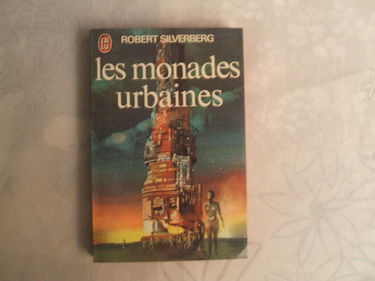 J'AI LU
ROBERT SILVERBERG
les monades
urbaines